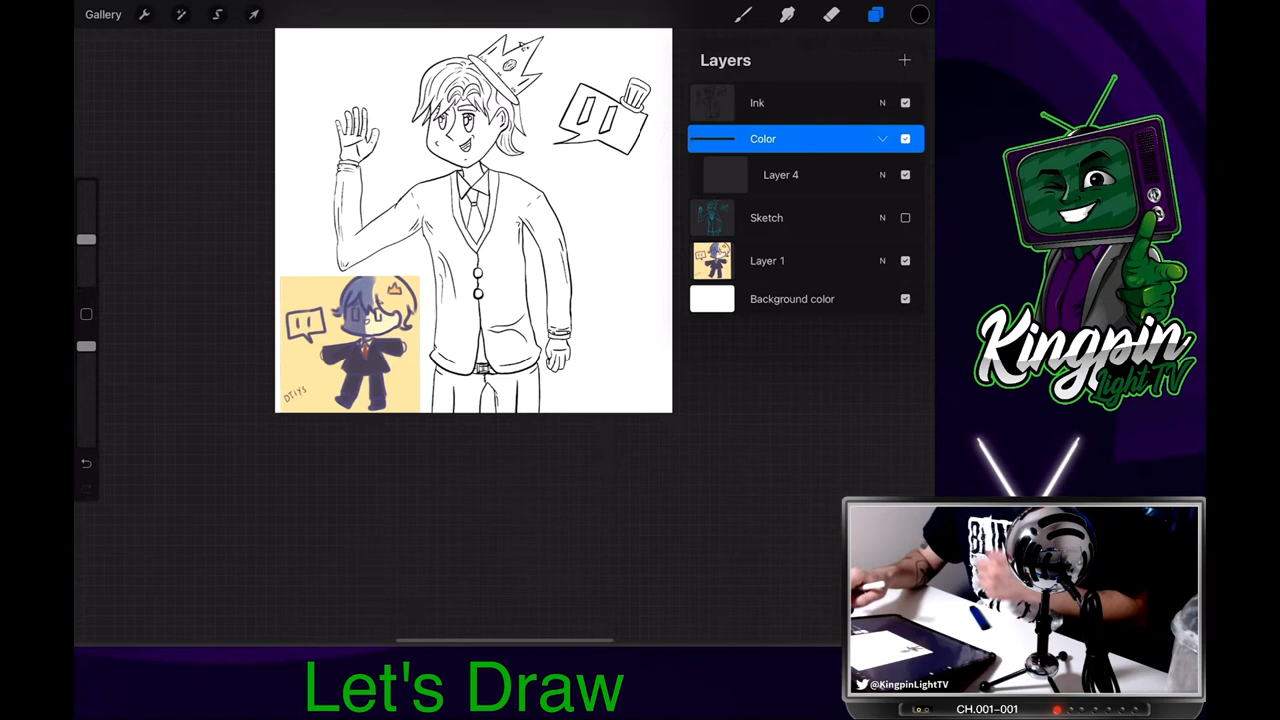 Gallery
Layers
Ink N
Color
Layer 4 N
Sketch N
Layer 1 N
Background color
DTIYS
Kingpin
Light TV
@KingpinLightTV
CH.001-001
Let's Draw